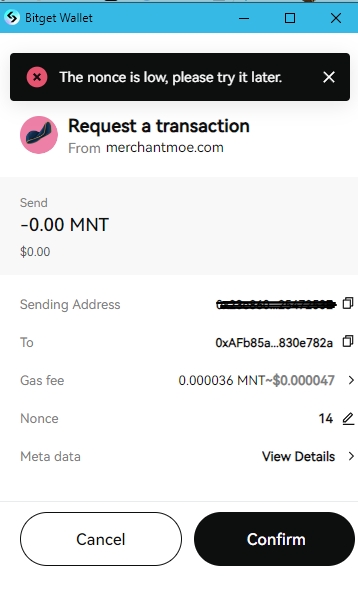 Bitget Wallet
The nonce is low, please try it later.
Request a transaction
From merchantmoe.com
Send
-0.00 MNT
$0.00
Sending Address
To 0xAFb85a...830e782a
Gas fee 0.000036 MNT~$0.000047
Nonce 14
Meta data View Details
Cancel Confirm